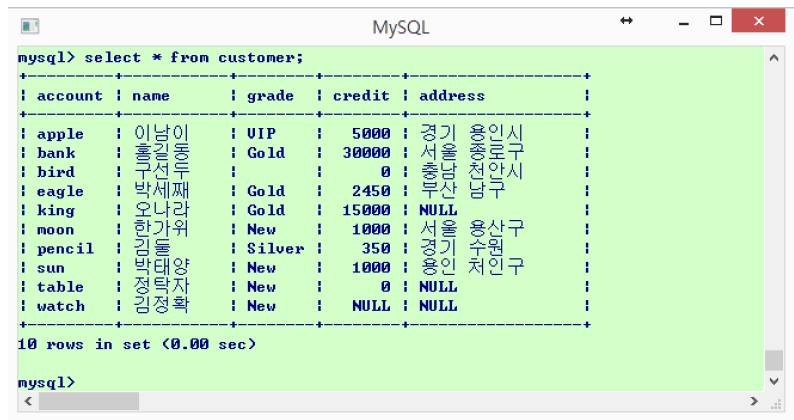 MySQL
mysql> select * from customer;
+---------+--------+--------+--------+------------------+
| account | name | grade | credit | address |
+---------+--------+--------+--------+------------------+
| apple | 이남이 | VIP | 5000 | 경기 용인시 |
| bank | 홍길동 | Gold | 30000 | 서울 종로구 |
| bird | 구선두 | | 0 | 충남 천안시 |
| eagle | 박세째 | Gold | 2450 | 부산 남구 |
| king | 오나라 | Gold | 15000 | NULL |
| moon | 한가위 | New | 1000 | 서울 용산구 |
| pencil | 김둘 | Silver | 350 | 경기 수원 |
| sun | 박태양 | New | 1000 | 용인 처인구 |
| table | 정탁자 | New | 0 | NULL |
| watch | 김정확 | New | NULL | NULL |
+---------+--------+--------+--------+------------------+
10 rows in set (0.00 sec)
mysql>